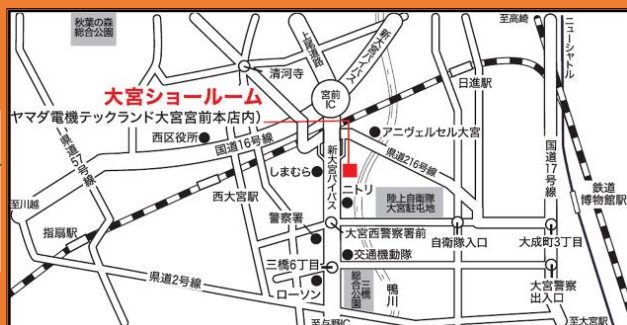 秋葉の森
総合公園
至高崎
ニューシャトル
上尾道路
新大宮バイパス
清河寺
宮前
IC
日進駅
大宮ショールーム
ヤマダ電機テックランド大宮宮前本店内)
アニヴェルセル大宮
県道57号線
西区役所
国道16号線
県道216号線
国道17号線
しまむら
新大宮バイパス
ニトリ
陸上自衛隊
大宮駐屯地
鉄道
博物館駅
至川越
西大宮駅
指扇駅
警察署
大宮西警察署前
自衛隊入口
大成町3丁目
交通機動隊
三橋6丁目
県道2号線
ローソン
三橋
総合公園
鴨川
大宮警察
出入口
至与野IC
至大宮駅